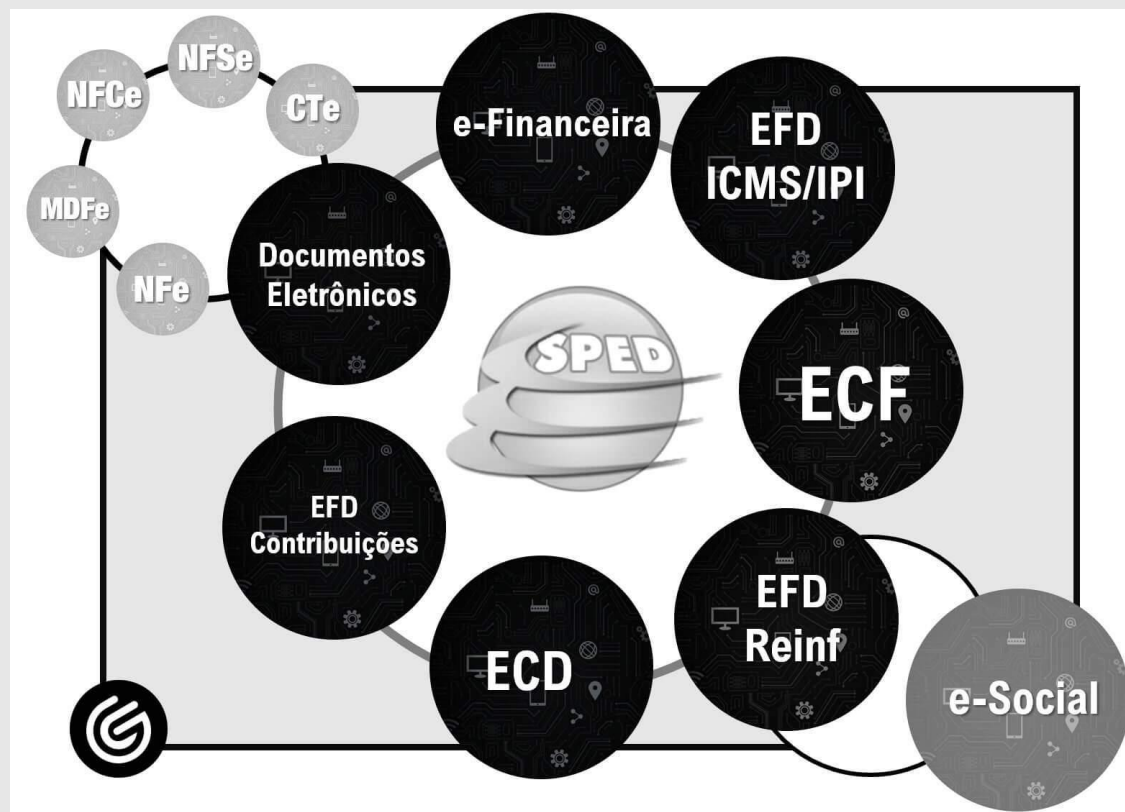 NFSe
NFCe
CTe
MDFe
NFe
Documentos
Eletrônicos
e-Financeira
EFD
ICMS/IPI
SPED
ECF
EFD
Contribuições
ECD
EFD
Reinf
e-Social